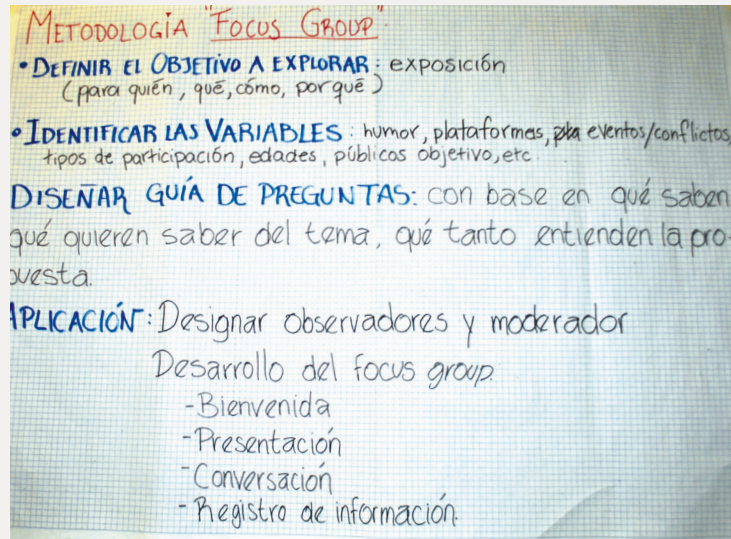 METODOLOGÍA "FOCUS GROUP".
• DEFINIR EL OBJETIVO A EXPLORAR: exposición
(para quién, qué, cómo, por qué)
• IDENTIFICAR LAS VARIABLES: humor, plataformas, eventos/conflictos,
tipos de participación, edades, públicos objetivo, etc.
DISEÑAR GUÍA DE PREGUNTAS: con base en qué saben
qué quieren saber del tema, qué tanto entienden la pro-
puesta.
APLICACIÓN: Designar observadores y moderador
Desarrollo del focus group.
- Bienvenida
- Presentación
- Conversación
- Registro de información.